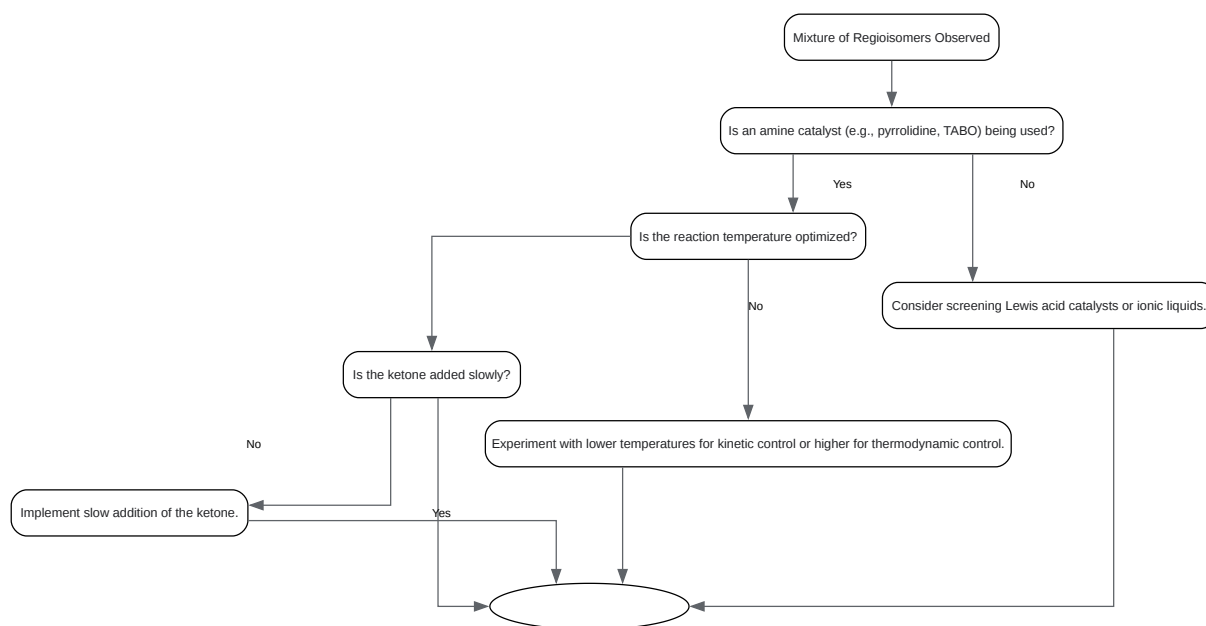 Mixture of Regioisomers Observed
Is an amine catalyst (e.g., pyrrolidine, TABO) being used?
Yes
No
Is the reaction temperature optimized?
No
Consider screening Lewis acid catalysts or ionic liquids.
Is the ketone added slowly?
No
Experiment with lower temperatures for kinetic control or higher for thermodynamic control.
Implement slow addition of the ketone.
Yes